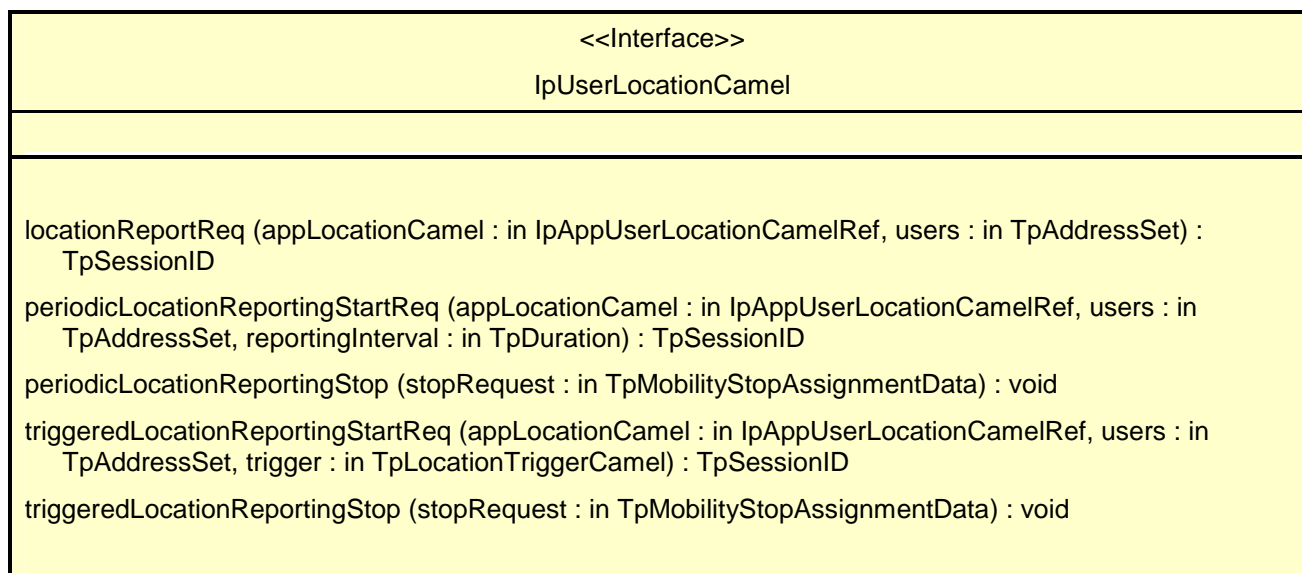 <<Interface>>
IpUserLocationCamel
locationReportReq (appLocationCamel : in IpAppUserLocationCamelRef, users : in TpAddressSet) :
TpSessionID
periodicLocationReportingStartReq (appLocationCamel : in IpAppUserLocationCamelRef, users : in
TpAddressSet, reportingInterval : in TpDuration) : TpSessionID
periodicLocationReportingStop (stopRequest : in TpMobilityStopAssignmentData) : void
triggeredLocationReportingStartReq (appLocationCamel : in IpAppUserLocationCamelRef, users : in
TpAddressSet, trigger : in TpLocationTriggerCamel) : TpSessionID
triggeredLocationReportingStop (stopRequest : in TpMobilityStopAssignmentData) : void